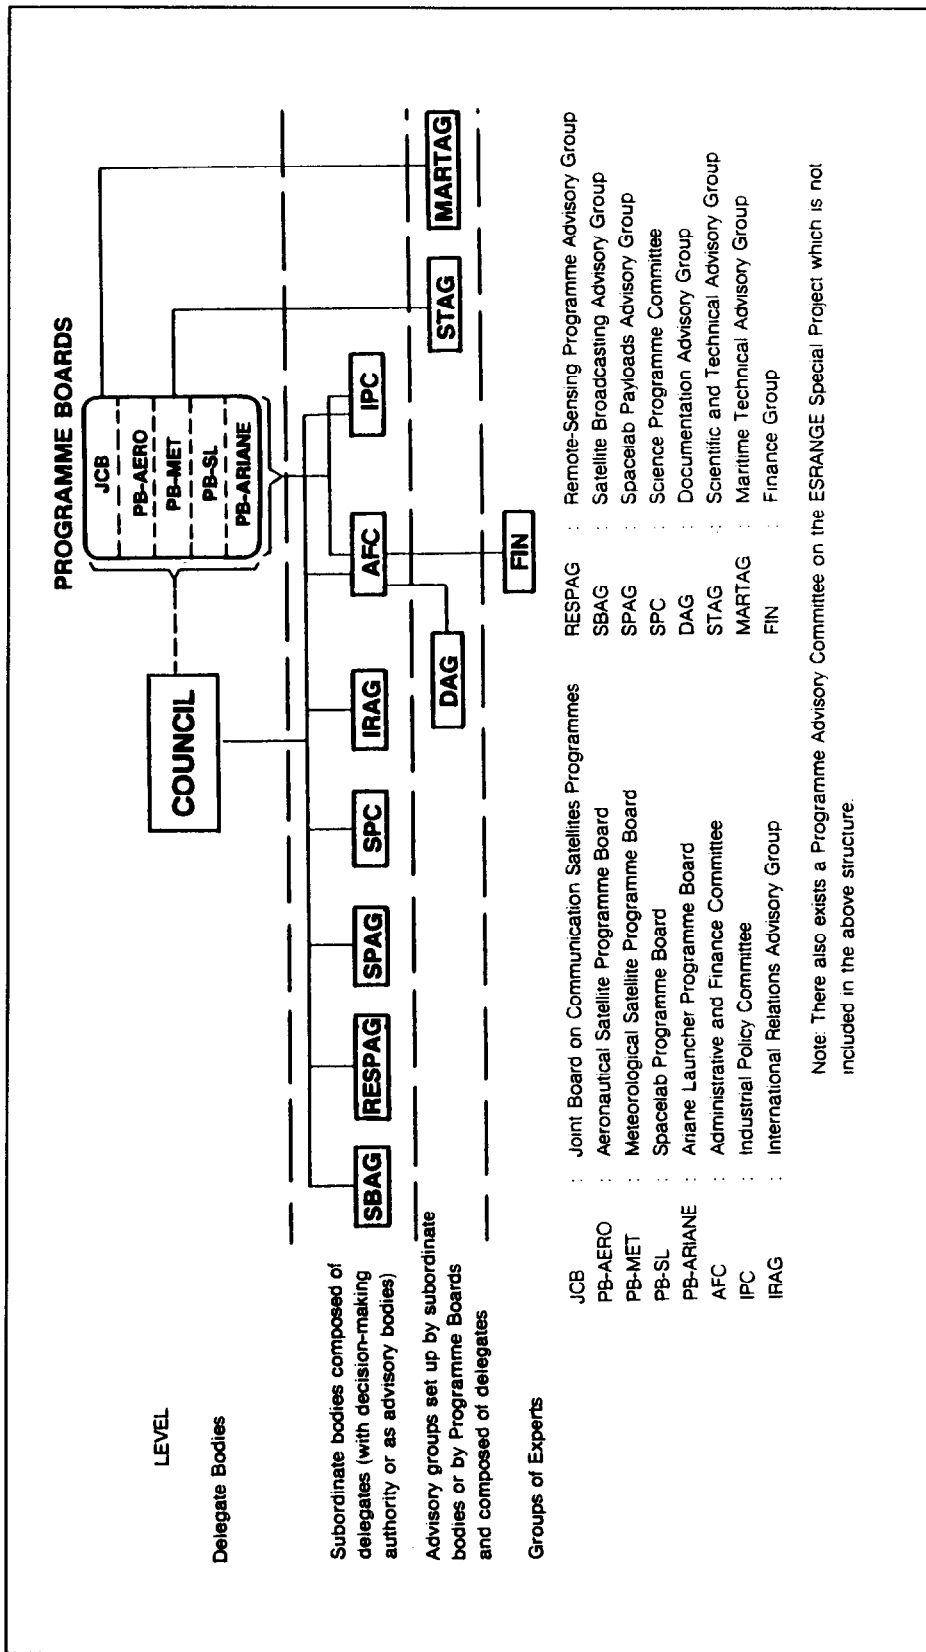 PROGRAMME BOARDS
JCB
PB-AERO
PB-MET
PB-SL
PB-ARIANE
LEVEL
Delegate Bodies
COUNCIL
Subordinate bodies composed of
delegates (with decision-making
authority or as advisory bodies)
SBAG
RESPAG
SPAG
SPC
IRAG
AFC
IPC
Advisory groups set up by subordinate
bodies or by Programme Boards
and composed of delegates
DAG
STAG
MARTAG
Groups of Experts
FIN
JCB : Joint Board on Communication Satellites Programmes
PB-AERO : Aeronautical Satellite Programme Board
PB-MET : Meteorological Satellite Programme Board
PB-SL : Spacelab Programme Board
PB-ARIANE : Ariane Launcher Programme Board
AFC : Administrative and Finance Committee
IPC : Industrial Policy Committee
IRAG : International Relations Advisory Group
RESPAG : Remote-Sensing Programme Advisory Group
SBAG : Satellite Broadcasting Advisory Group
SPAG : Spacelab Payloads Advisory Group
SPC : Science Programme Committee
DAG : Documentation Advisory Group
STAG : Scientific and Technical Advisory Group
MARTAG : Maritime Technical Advisory Group
FIN : Finance Group
Note: There also exists a Programme Advisory Committee on the ESRANGE Special Project which is not
included in the above structure.